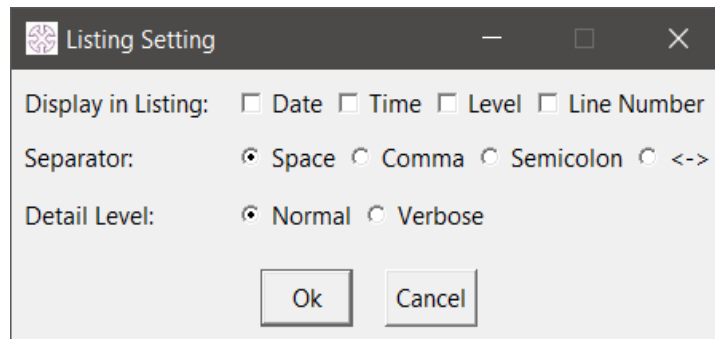 Listing Setting
Display in Listing: Date Time Level Line Number
Separator: Space Comma Semicolon <->
Detail Level: Normal Verbose
Ok Cancel